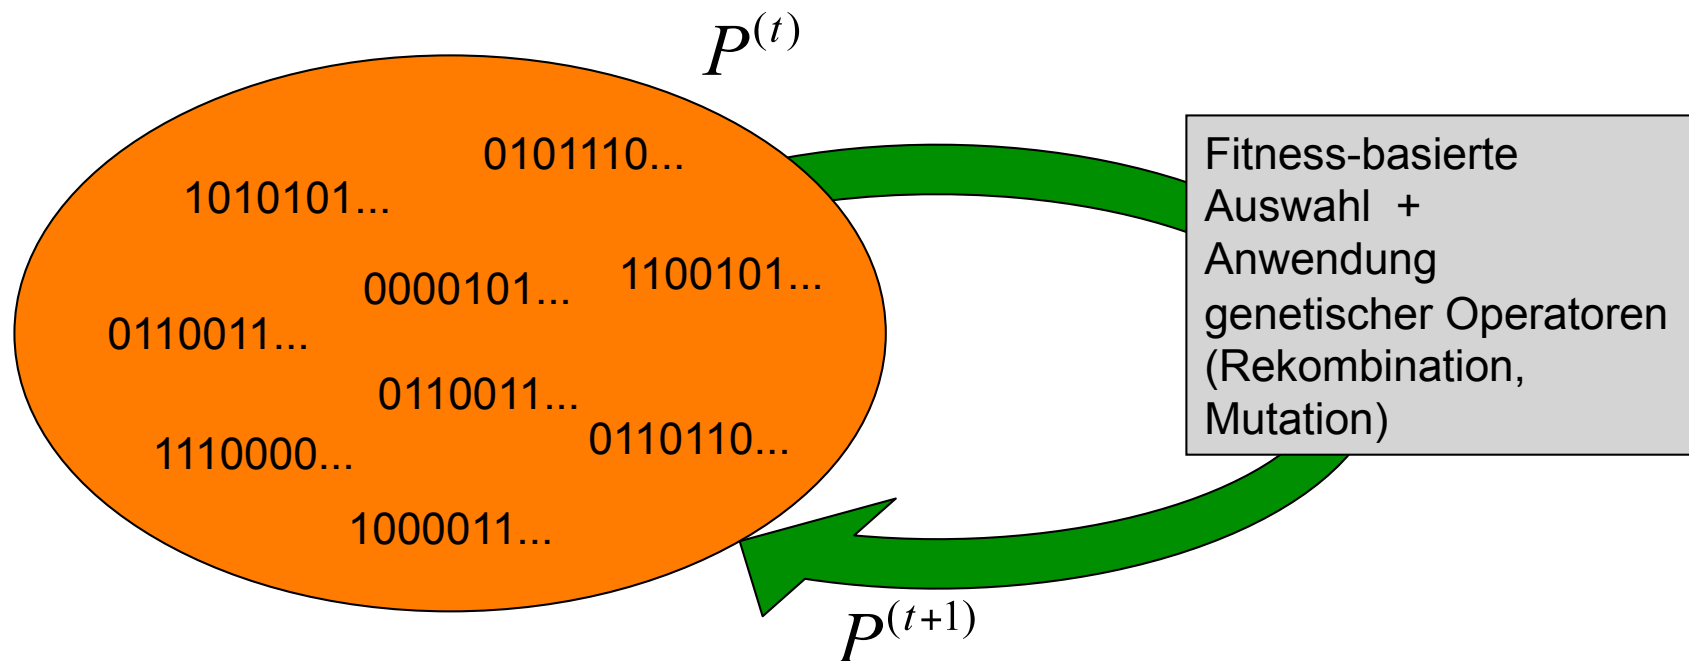 P^(t)
0101110...
1010101...
1100101...
0000101...
0110011...
0110011...
0110110...
1110000...
1000011...
Fitness-basierte
Auswahl +
Anwendung
genetischer Operatoren
(Rekombination,
Mutation)
P^(t+1)